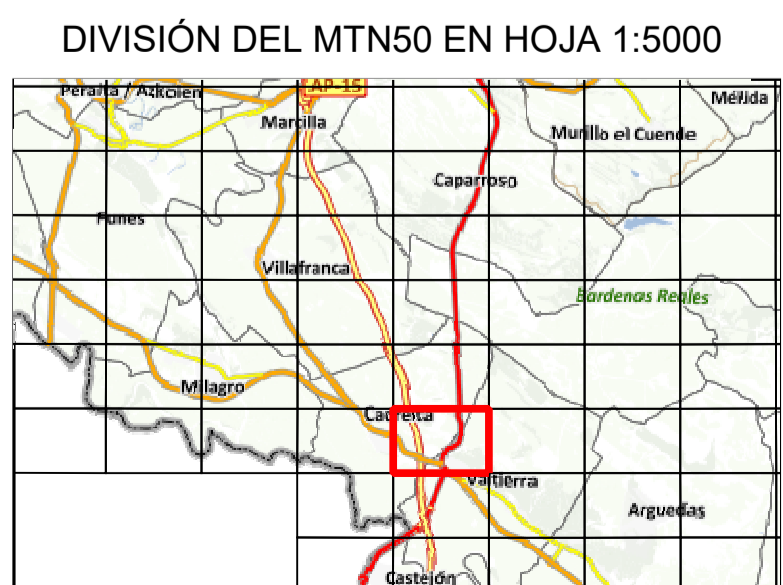 DIVISIÓN DEL MTN50 EN HOJA 1:5000
AP-15
Peralta / Azkoien
Mélida
Marcilla
Murillo el Cuende
Caparroso
Funes
Villafranca
Bardenas Reales
Milagro
Cadreita
Valtierra
Arguedas
Castejón